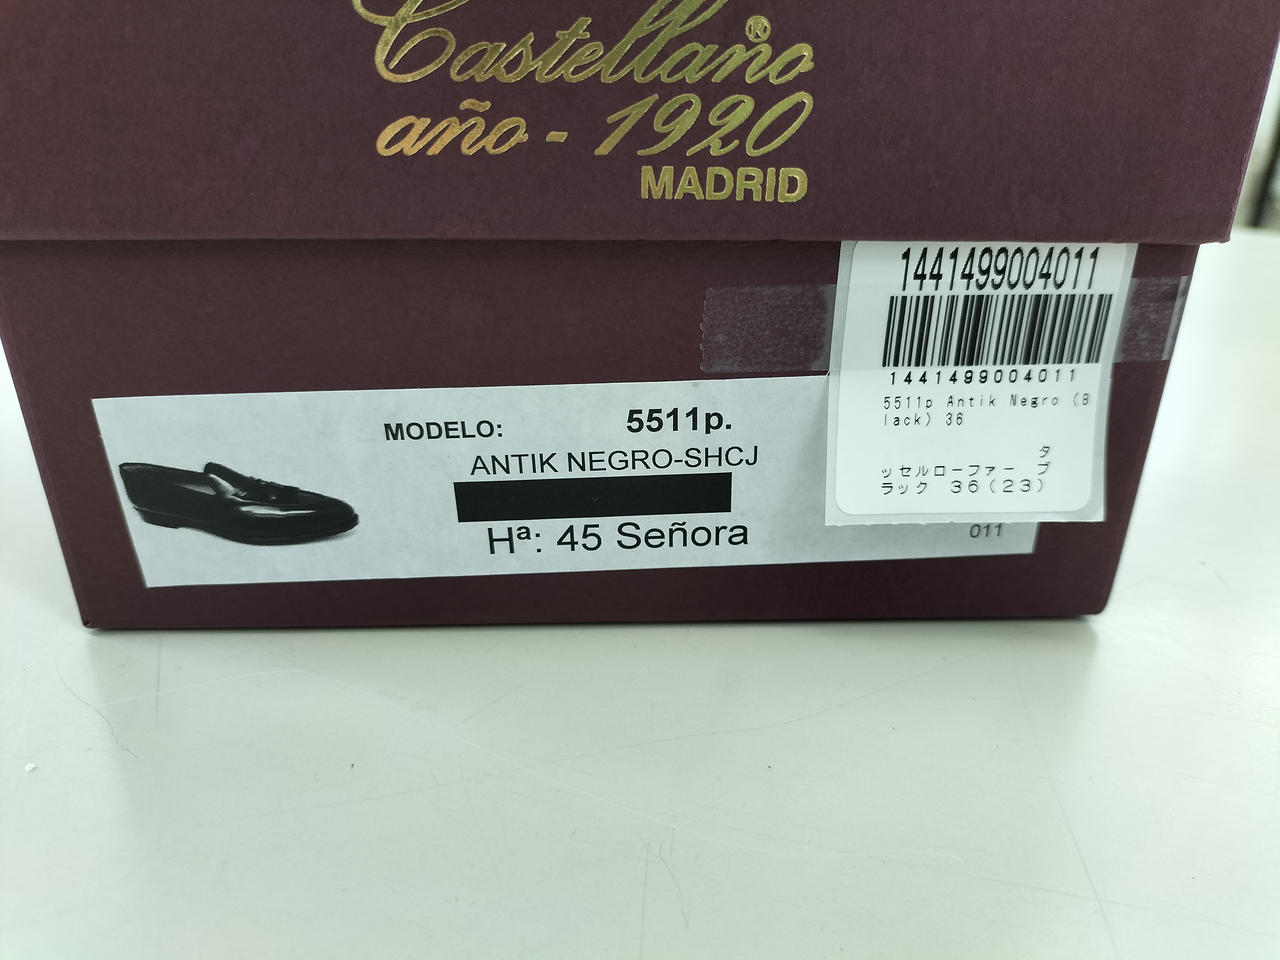 Castellano®
año - 1920
MADRID
1441499004011
1441499004011
5511p Antik Negro (B
lack) 36
タ
ッセルローファー ブ
ラック 36(23)
MODELO: 5511p.
ANTIK NEGRO-SHCJ
Hª: 45 Señora
011